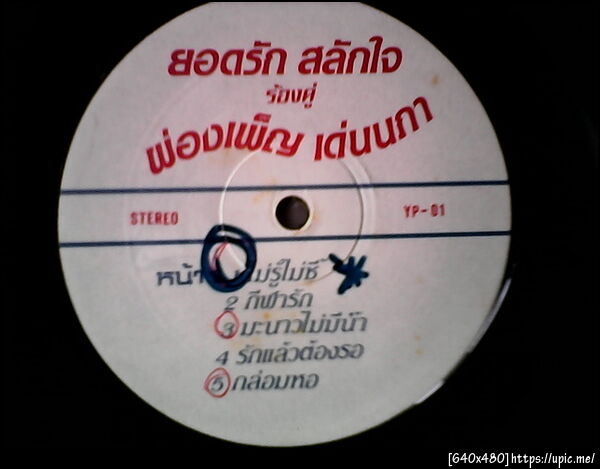 ยอดรัก สลักใจ
ร้องคู่
ผ่องเพ็ญ เด่นนภา
STEREO
YP-01
หน้า
ไม่รู้ไม่ชี้
2 กีฬารัก
3 มะนาวไม่มีน้ำ
4 รักแล้วต้องรอ
5 กล่อมหอ
[640x480]https://upic.me/